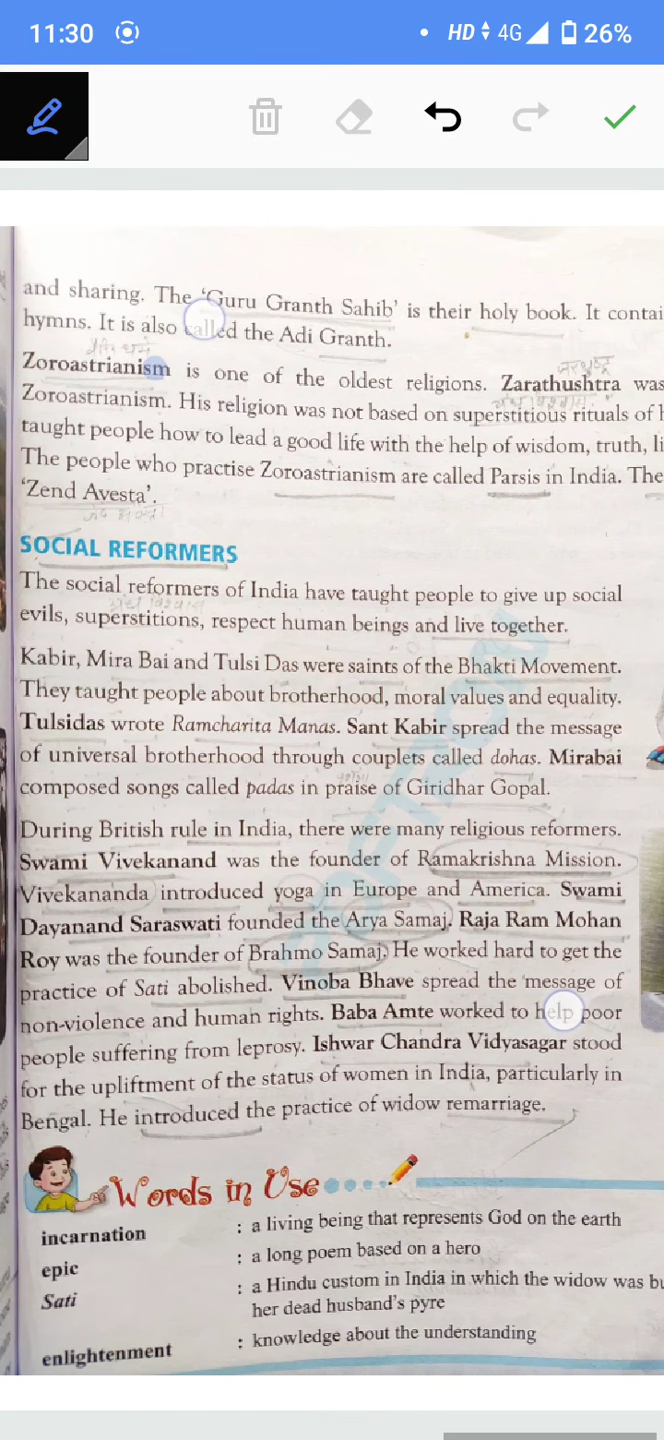 11:30 HD 4G 26%
and sharing. The ‘Guru Granth Sahib’ is their holy book. It contai
hymns. It is also called the Adi Granth.
Zoroastrianism is one of the oldest religions. Zarathushtra was
Zoroastrianism. His religion was not based on superstitious rituals of
taught people how to lead a good life with the help of wisdom, truth, li
The people who practise Zoroastrianism are called Parsis in India. The
‘Zend Avesta’.
SOCIAL REFORMERS
The social reformers of India have taught people to give up social
evils, superstitions, respect human beings and live together.
Kabir, Mira Bai and Tulsi Das were saints of the Bhakti Movement.
They taught people about brotherhood, moral values and equality.
Tulsidas wrote Ramcharita Manas. Sant Kabir spread the message
of universal brotherhood through couplets called dohas. Mirabai
composed songs called padas in praise of Giridhar Gopal.
During British rule in India, there were many religious reformers.
Swami Vivekanand was the founder of Ramakrishna Mission.
Vivekananda introduced yoga in Europe and America. Swami
Dayanand Saraswati founded the Arya Samaj. Raja Ram Mohan
Roy was the founder of Brahmo Samaj. He worked hard to get the
practice of Sati abolished. Vinoba Bhave spread the message of
non-violence and human rights. Baba Amte worked to help poor
people suffering from leprosy. Ishwar Chandra Vidyasagar stood
for the upliftment of the status of women in India, particularly in
Bengal. He introduced the practice of widow remarriage.
Words in Use
incarnation : a living being that represents God on the earth
epic : a long poem based on a hero
Sati : a Hindu custom in India in which the widow was bu
her dead husband’s pyre
enlightenment : knowledge about the understanding